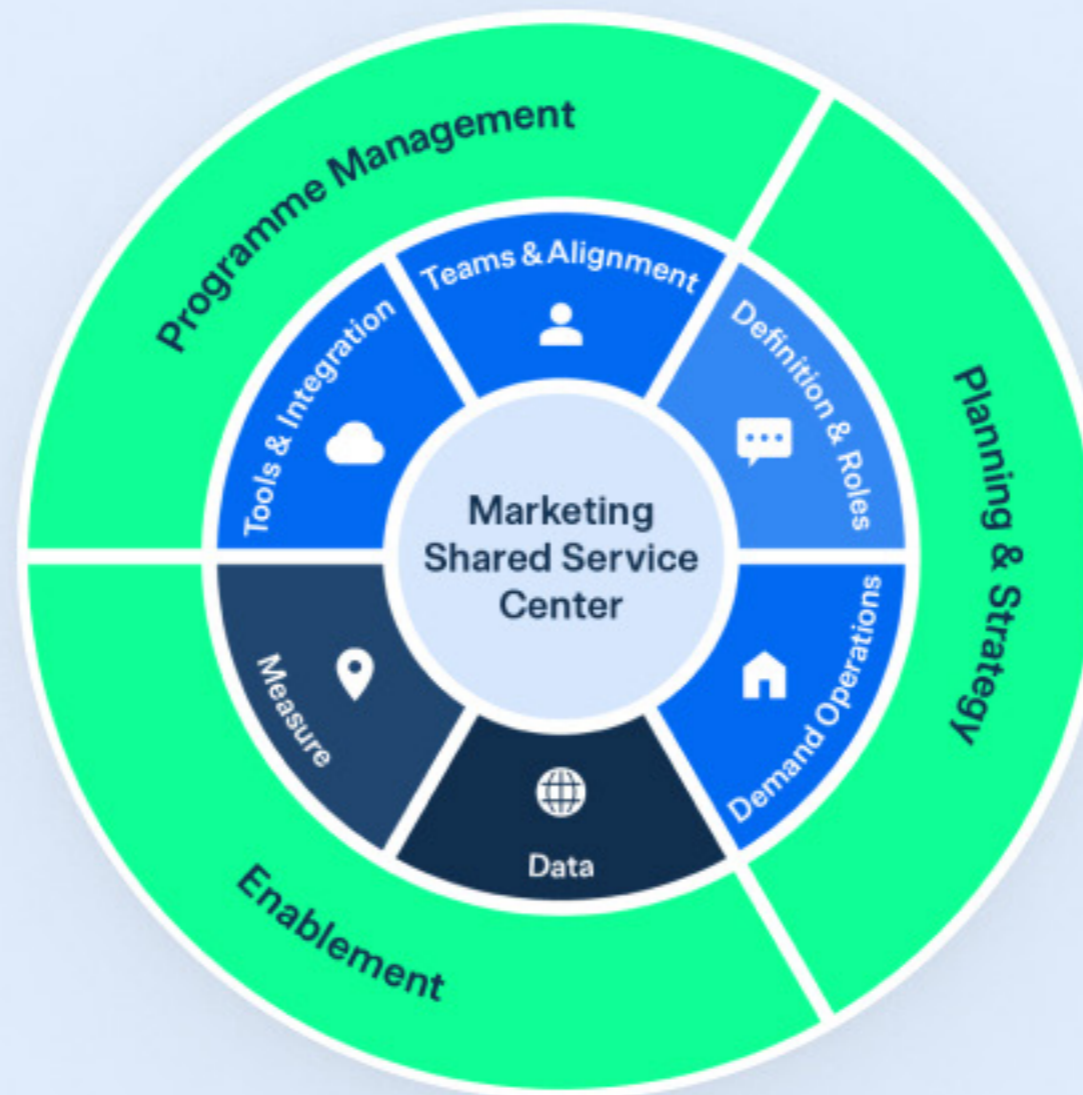 Programme Management
Planning & Strategy
Enablement
Teams & Alignment
Definition & Roles
Demand Operations
Data
Measure
Tools & Integration
Marketing
Shared Service
Center